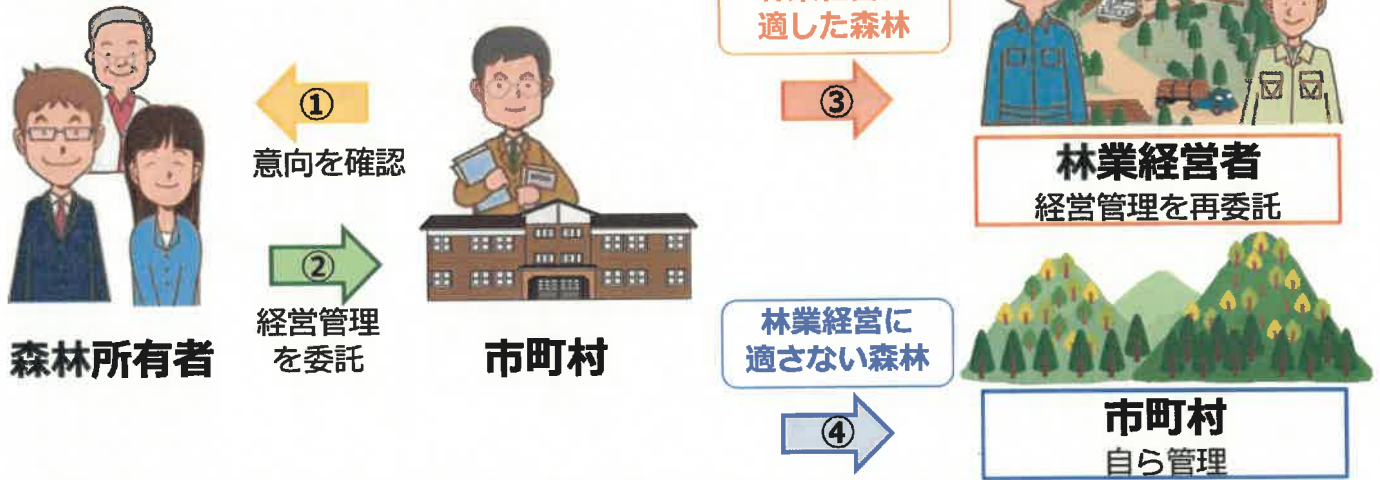 適した森林
①
意向を確認
②
経営管理
を委託
森林所有者
市町村
③
林業経営者
経営管理を再委託
林業経営に
適さない森林
④
市町村
自ら管理